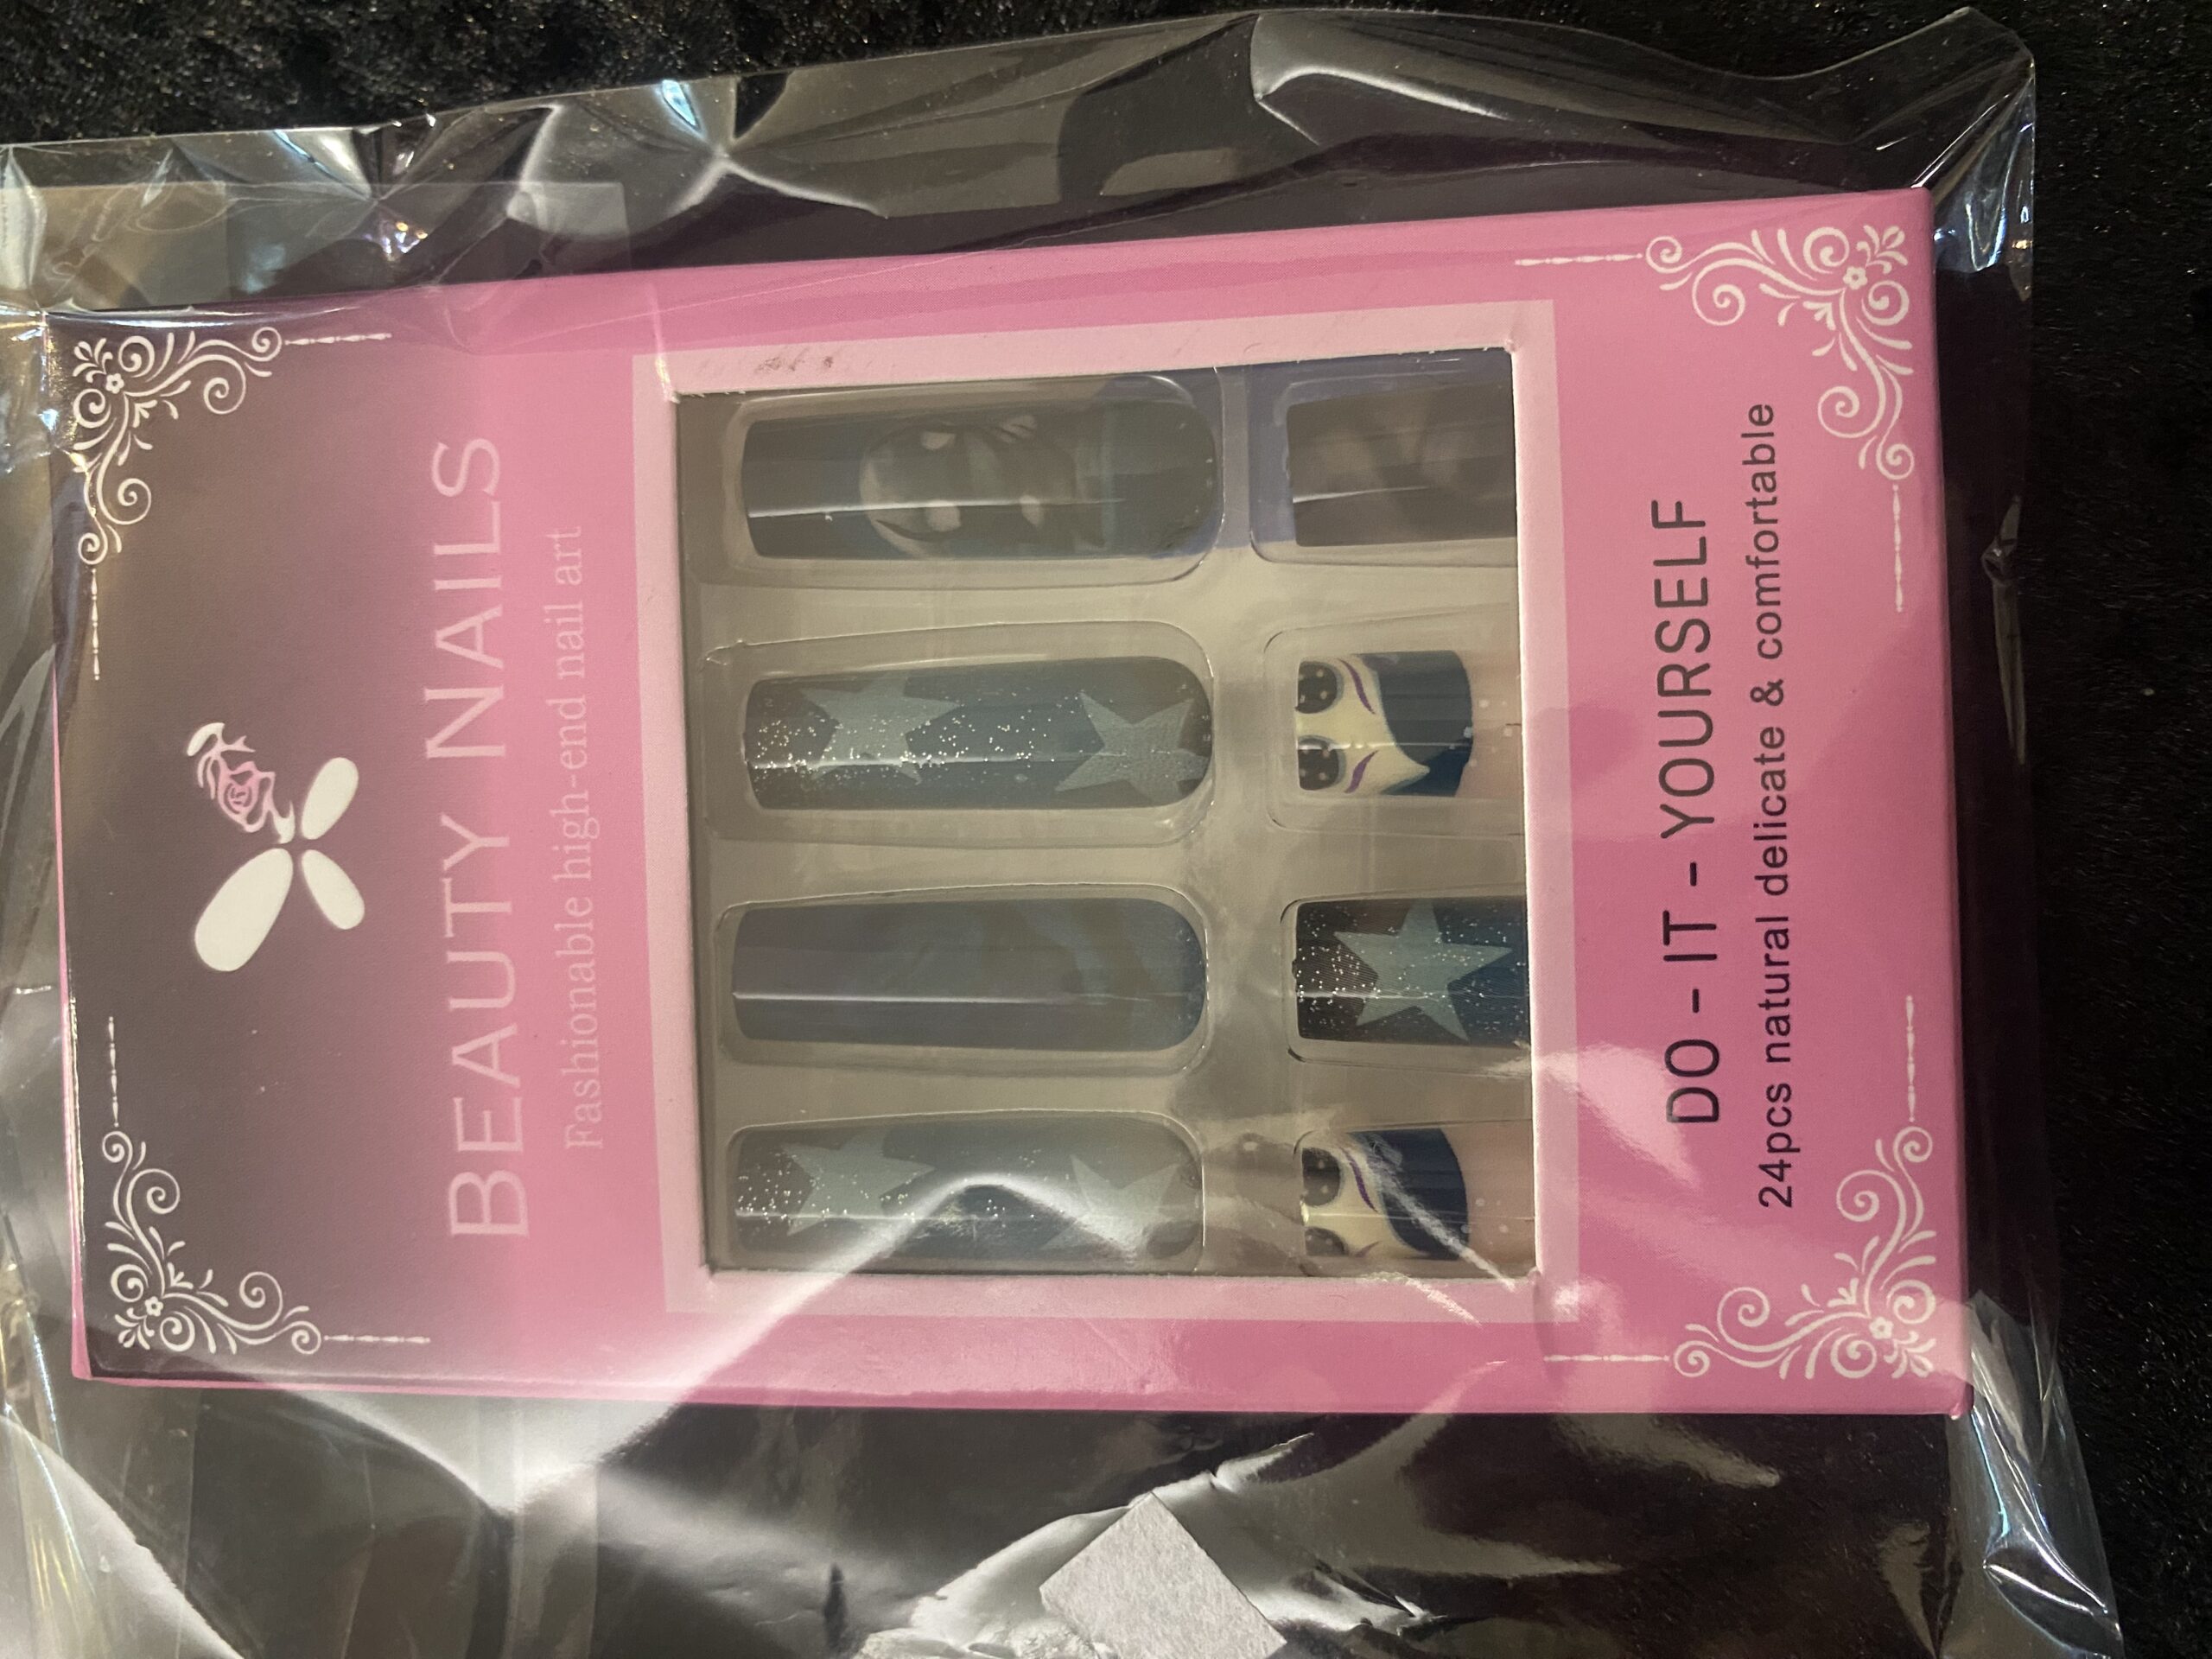 BEAUTY NAILS
Fashionable high-end nail art
DO - IT - YOURSELF
24pcs natural delicate & comfortable